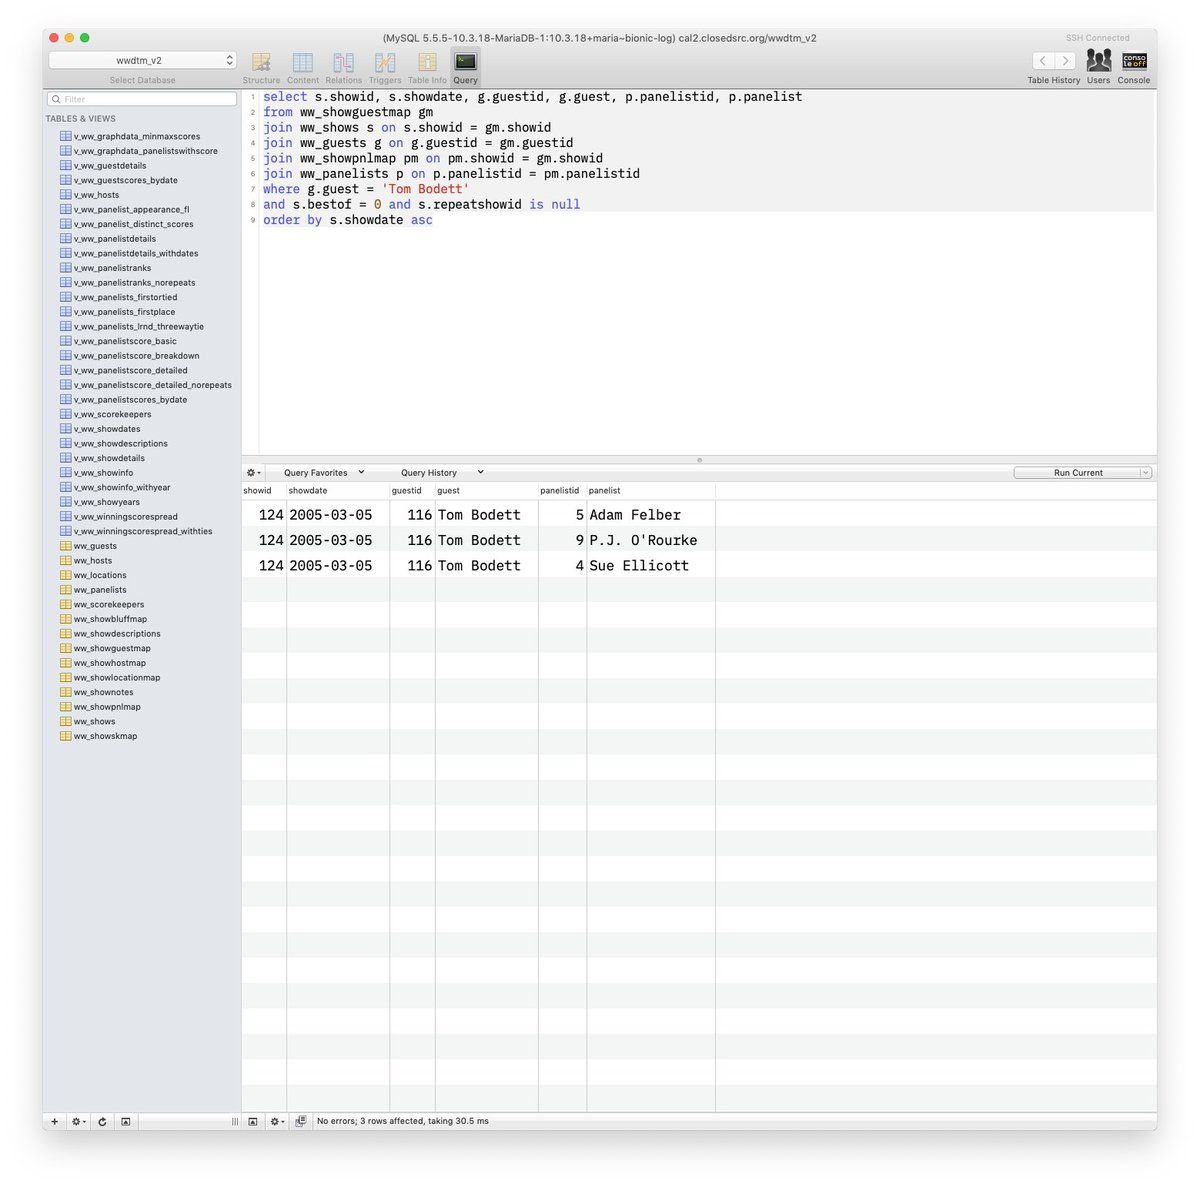 (MySQL 5.5.5-10.3.18-MariaDB-1:10.3.18+maria~bionic-log) cal2.closedsrc.org/wwdtm_v2
SSH Connected
wwdtm_v2
Select Database
Structure Content Relations Triggers Table Info Query
Table History Users Console
conso
le off
Filter
TABLES & VIEWS
v_ww_graphdata_minmaxscores
v_ww_graphdata_panelistswithscore
v_ww_guestdetails
v_ww_guestscores_bydate
v_ww_hosts
v_ww_panelist_appearance_fl
v_ww_panelist_distinct_scores
v_ww_panelistdetails
v_ww_panelistdetails_withdates
v_ww_panelistranks
v_ww_panelistranks_norepeats
v_ww_panelists_firstortied
v_ww_panelists_firstplace
v_ww_panelists_lrnd_threewaytie
v_ww_panelistscore_basic
v_ww_panelistscore_breakdown
v_ww_panelistscore_detailed
v_ww_panelistscore_detailed_norepeats
v_ww_panelistscores_bydate
v_ww_scorekeepers
v_ww_showdates
v_ww_showdescriptions
v_ww_showdetails
v_ww_showinfo
v_ww_showinfo_withyear
v_ww_showyears
v_ww_winningscorespread
v_ww_winningscorespread_withties
ww_guests
ww_hosts
ww_locations
ww_panelists
ww_scorekeepers
ww_showbluffmap
ww_showdescriptions
ww_showguestmap
ww_showhostmap
ww_showlocationmap
ww_shownotes
ww_showpnlmap
ww_shows
ww_showskmap
1 select s.showid, s.showdate, g.guestid, g.guest, p.panelistid, p.panelist
2 from ww_showguestmap gm
3 join ww_shows s on s.showid = gm.showid
4 join ww_guests g on g.guestid = gm.guestid
5 join ww_showpnlmap pm on pm.showid = gm.showid
6 join ww_panelists p on p.panelistid = pm.panelistid
7 where g.guest = 'Tom Bodett'
8 and s.bestof = 0 and s.repeatshowid is null
9 order by s.showdate asc
Query Favorites Query History Run Current
showid showdate guestid guest panelistid panelist
124 2005-03-05 116 Tom Bodett 5 Adam Felber
124 2005-03-05 116 Tom Bodett 9 P.J. O'Rourke
124 2005-03-05 116 Tom Bodett 4 Sue Ellicott
No errors; 3 rows affected, taking 30.5 ms